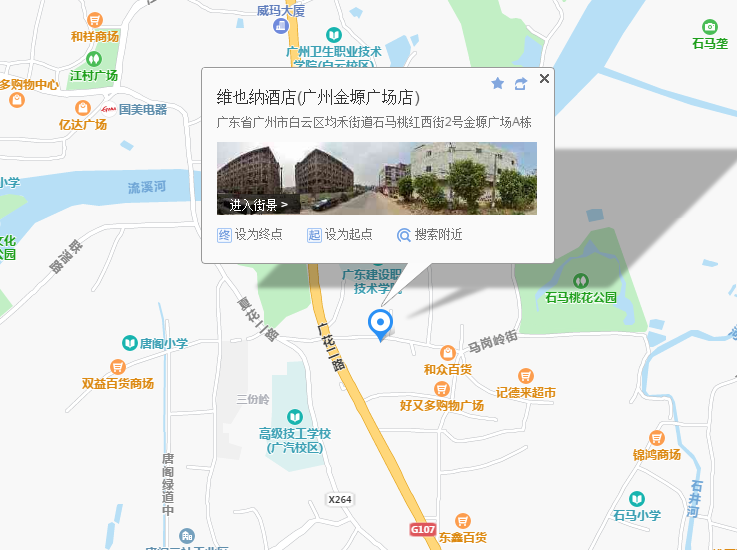 威玛大厦
和祥商场
广州卫生职业技术
学院(白云校区)
石马垄
江村广场
多购物中心
国美电器
亿达广场
维也纳酒店(广州金塬广场店)
广东省广州市白云区均禾街道石马桃红西街2号金塬广场A栋
进入街景 >
终 设为终点
起 设为起点
搜索附近
小学
流溪河
文化
公园
珠湖路
广东建设职
技术学院
石马桃花公园
夏花二路
广花二路
唐阁小学
马岗岭街
和众百货
双益百货商场
记德来超市
三份岭
好又多购物广场
高级技工学校
(广汽校区)
锦鸿商场
唐阁绿道中
X264
石井河
石马小学
G107
东鑫百货